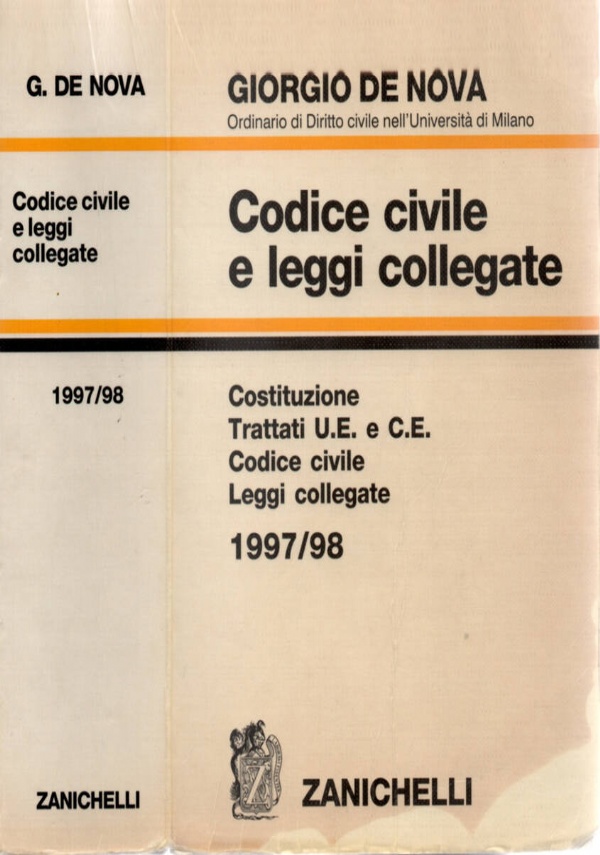 G. DE NOVA
Codice civile
e leggi
collegate
1997/98
ZANICHELLI
GIORGIO DE NOVA
Ordinario di Diritto civile nell'Università di Milano
Codice civile
e leggi collegate
Costituzione
Trattati U.E. e C.E.
Codice civile
Leggi collegate
1997/98
Z
ZANICHELLI